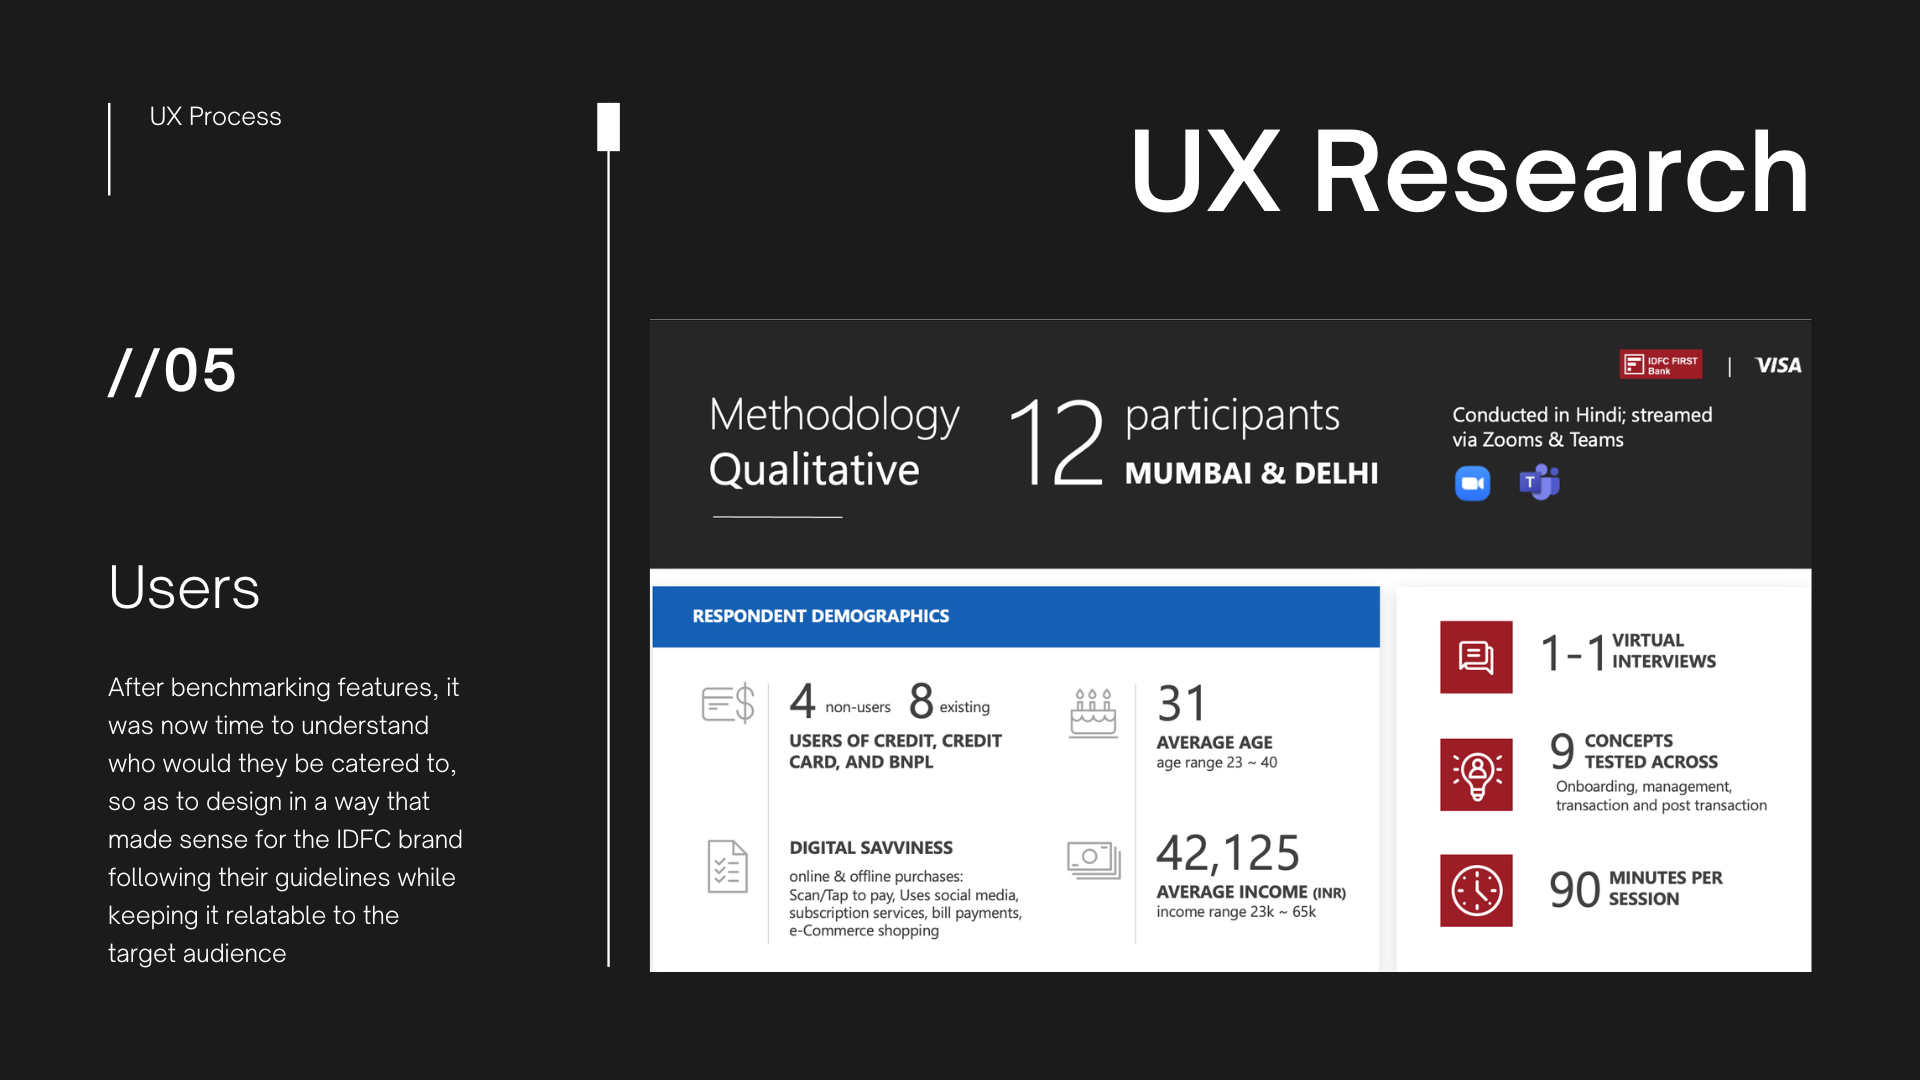 UX Process
UX Research
//05
Users
After benchmarking features, it
was now time to understand
who would they be catered to,
so as to design in a way that
made sense for the IDFC brand
following their guidelines while
keeping it relatable to the
target audience
IDFC FIRST
Bank
| VISA
Methodology
Qualitative
12 participants
MUMBAI & DELHI
Conducted in Hindi; streamed
via Zooms & Teams
T
RESPONDENT DEMOGRAPHICS
4 non-users 8 existing
USERS OF CREDIT, CREDIT
CARD, AND BNPL
31
AVERAGE AGE
age range 23 ~ 40
DIGITAL SAVVINESS
online & offline purchases:
Scan/Tap to pay, Uses social media,
subscription services, bill payments,
e-Commerce shopping
42,125
AVERAGE INCOME (INR)
income range 23k ~ 65k
1-1 VIRTUAL
INTERVIEWS
9 CONCEPTS
TESTED ACROSS
Onboarding, management,
transaction and post transaction
90 MINUTES PER
SESSION